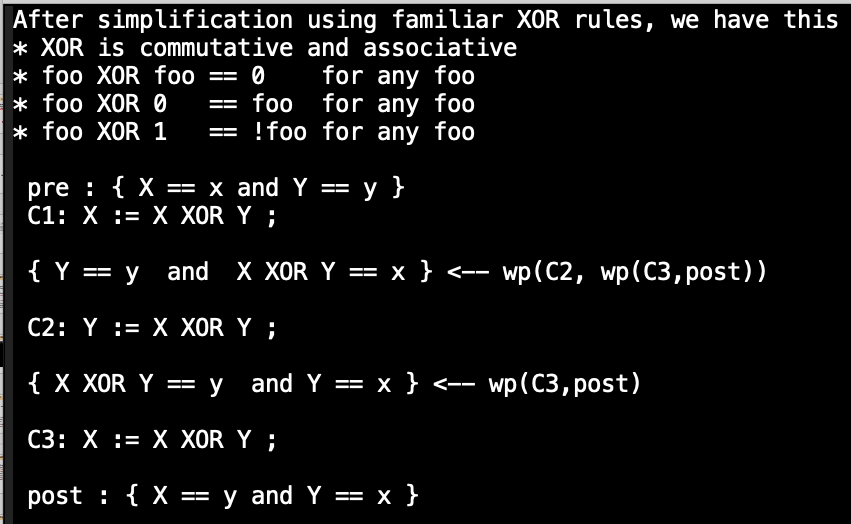 After simplification using familiar XOR rules, we have this
* XOR is commutative and associative
* foo XOR foo == 0    for any foo
* foo XOR 0   == foo  for any foo
* foo XOR 1   == !foo for any foo
pre : { X == x and Y == y }
C1: X := X XOR Y ;
{ Y == y  and  X XOR Y == x } <-- wp(C2, wp(C3,post))
C2: Y := X XOR Y ;
{ X XOR Y == y  and Y == x } <-- wp(C3,post)
C3: X := X XOR Y ;
post : { X == y and Y == x }